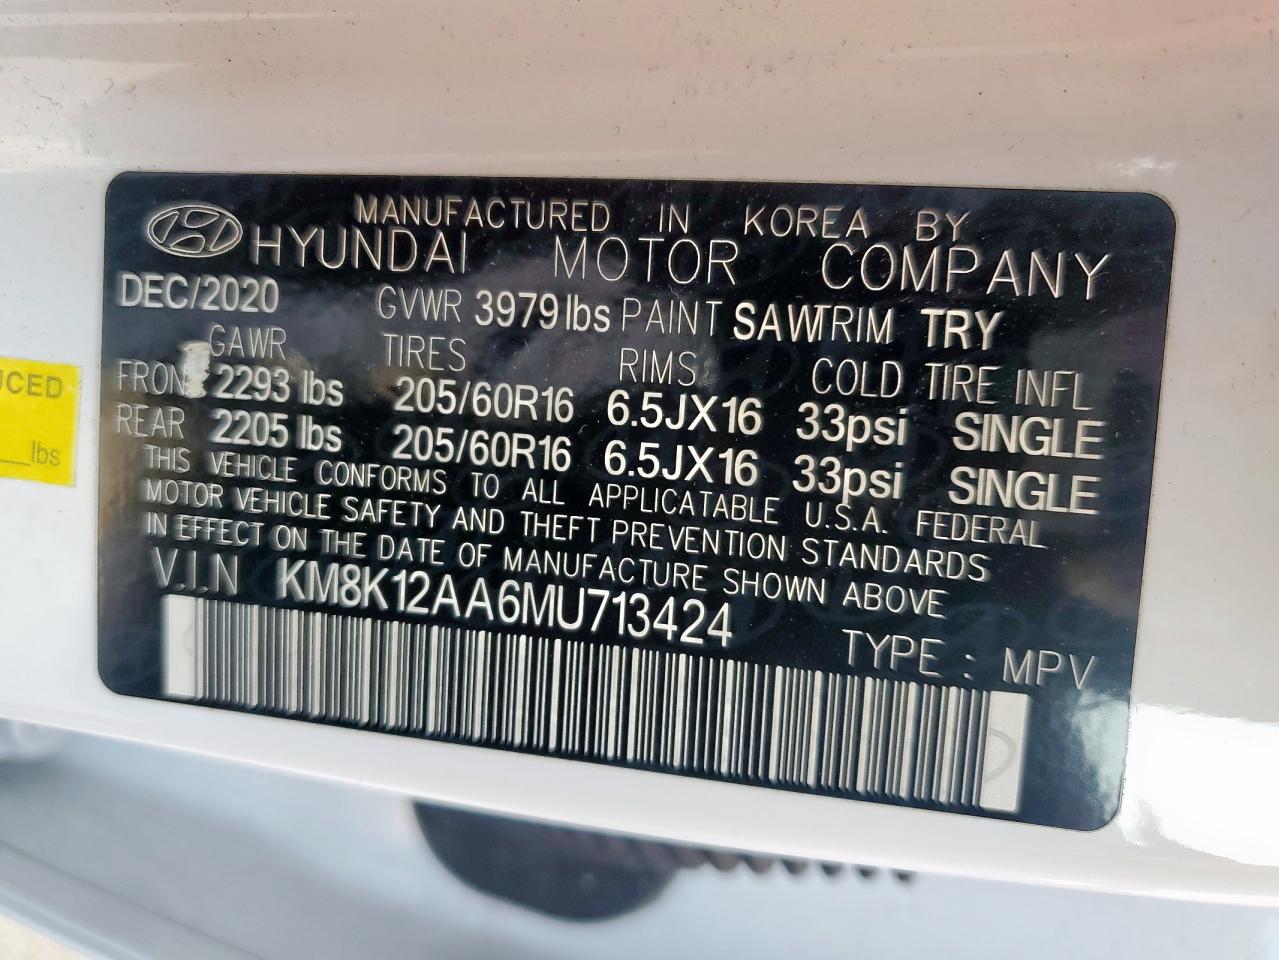 MANUFACTURED IN KOREA BY
HYUNDAI MOTOR COMPANY
DEC/2020 GVWR 3979 lbs PAINT SAW TRIM TRY
GAWR TIRES RIMS COLD TIRE INFL
FRONT 2293 lbs 205/60R16 6.5JX16 33psi SINGLE
REAR 2205 lbs 205/60R16 6.5JX16 33psi SINGLE
THIS VEHICLE CONFORMS TO ALL APPLICATABLE U.S.A. FEDERAL
MOTOR VEHICLE SAFETY AND THEFT PREVENTION STANDARDS
IN EFFECT ON THE DATE OF MANUFACTURE SHOWN ABOVE
V.I.N KM8K12AA6MU713424
TYPE : MPV
UCED
__lbs